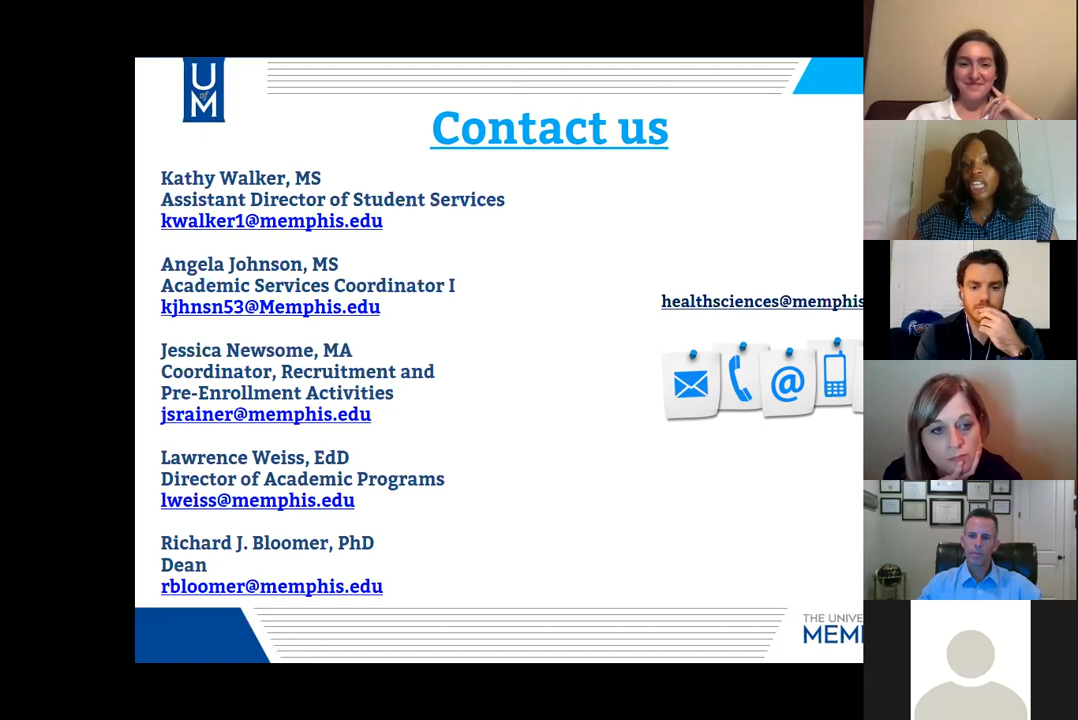 U
of
M
Contact us
Kathy Walker, MS
Assistant Director of Student Services
kwalker1@memphis.edu
Angela Johnson, MS
Academic Services Coordinator I
kjhnsn53@Memphis.edu
healthsciences@memphis
Jessica Newsome, MA
Coordinator, Recruitment and
Pre-Enrollment Activities
jsrainer@memphis.edu
@
Lawrence Weiss, EdD
Director of Academic Programs
lweiss@memphis.edu
Richard J. Bloomer, PhD
Dean
rbloomer@memphis.edu
THE UNIVE
MEM